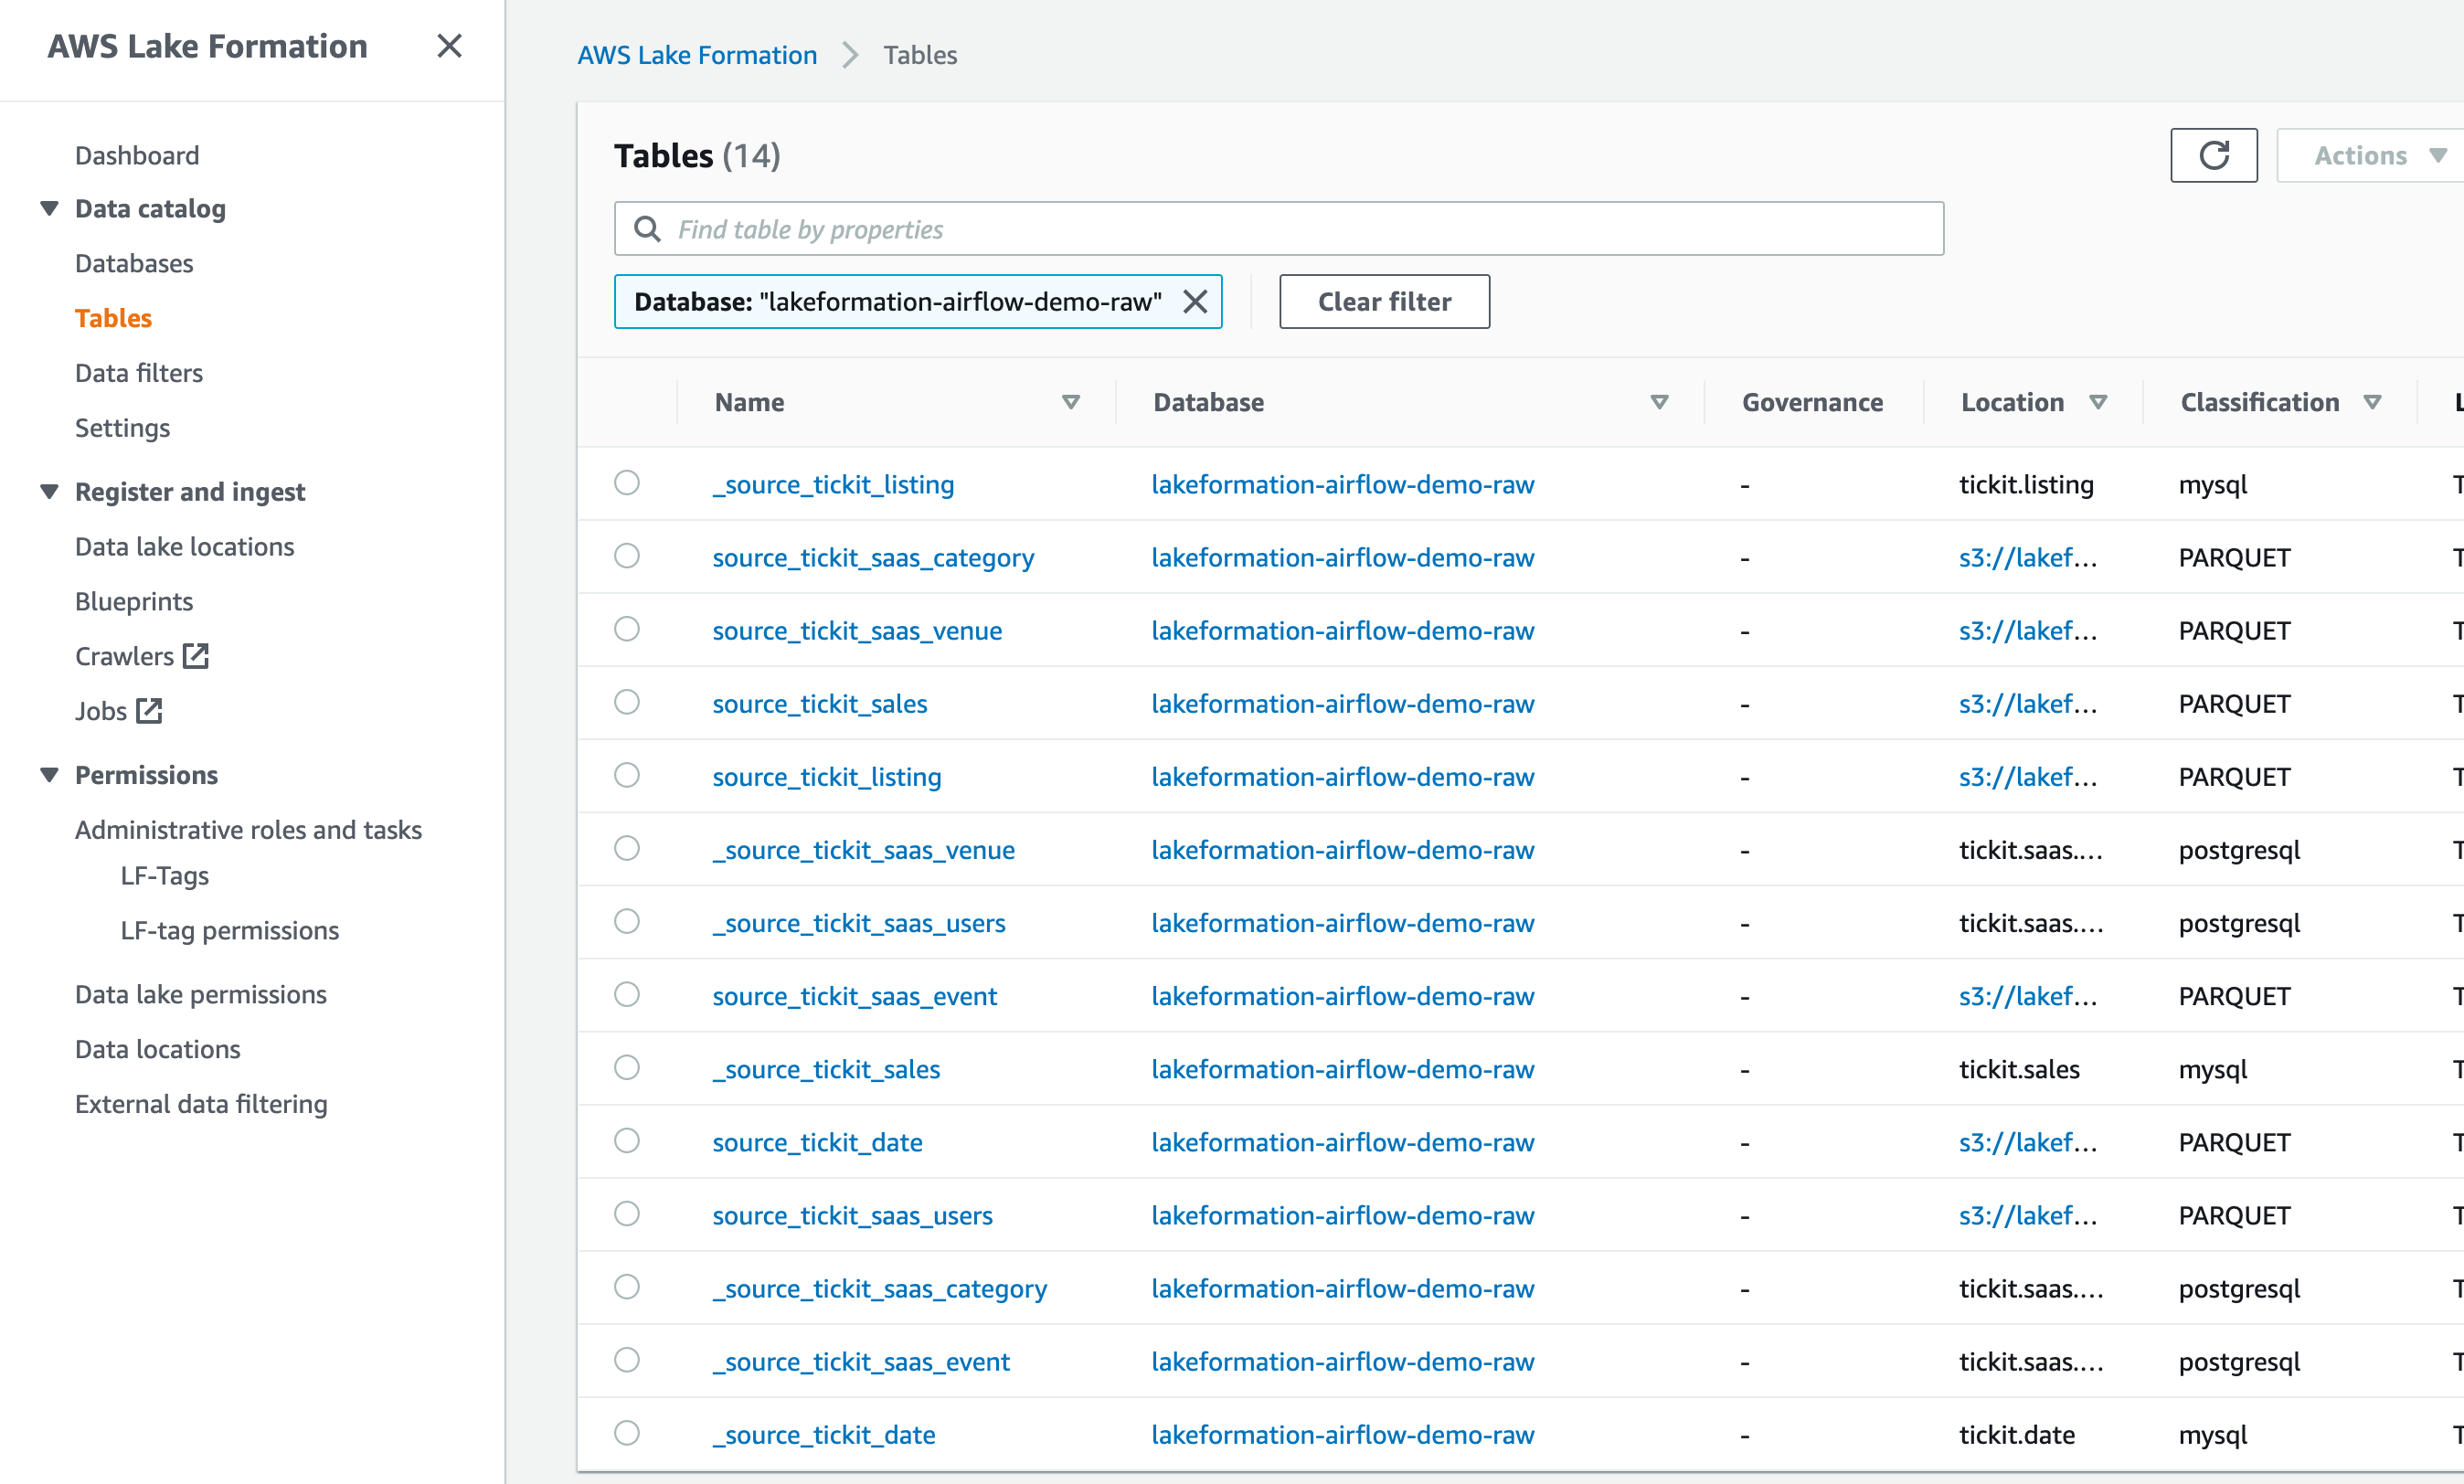 AWS Lake Formation
Dashboard
Data catalog
Databases
Tables
Data filters
Settings
Register and ingest
Data lake locations
Blueprints
Crawlers
Jobs
Permissions
Administrative roles and tasks
LF-Tags
LF-tag permissions
Data lake permissions
Data locations
External data filtering
AWS Lake Formation > Tables
Tables (14)
Actions
Find table by properties
Database: "lakeformation-airflow-demo-raw"
Clear filter
Name Database Governance Location Classification L
_source_tickit_listing lakeformation-airflow-demo-raw - tickit.listing mysql T
source_tickit_saas_category lakeformation-airflow-demo-raw - s3://lakef... PARQUET T
source_tickit_saas_venue lakeformation-airflow-demo-raw - s3://lakef... PARQUET T
source_tickit_sales lakeformation-airflow-demo-raw - s3://lakef... PARQUET T
source_tickit_listing lakeformation-airflow-demo-raw - s3://lakef... PARQUET T
_source_tickit_saas_venue lakeformation-airflow-demo-raw - tickit.saas.... postgresql T
_source_tickit_saas_users lakeformation-airflow-demo-raw - tickit.saas.... postgresql T
source_tickit_saas_event lakeformation-airflow-demo-raw - s3://lakef... PARQUET T
_source_tickit_sales lakeformation-airflow-demo-raw - tickit.sales mysql T
source_tickit_date lakeformation-airflow-demo-raw - s3://lakef... PARQUET T
source_tickit_saas_users lakeformation-airflow-demo-raw - s3://lakef... PARQUET T
_source_tickit_saas_category lakeformation-airflow-demo-raw - tickit.saas.... postgresql T
_source_tickit_saas_event lakeformation-airflow-demo-raw - tickit.saas.... postgresql T
_source_tickit_date lakeformation-airflow-demo-raw - tickit.date mysql T